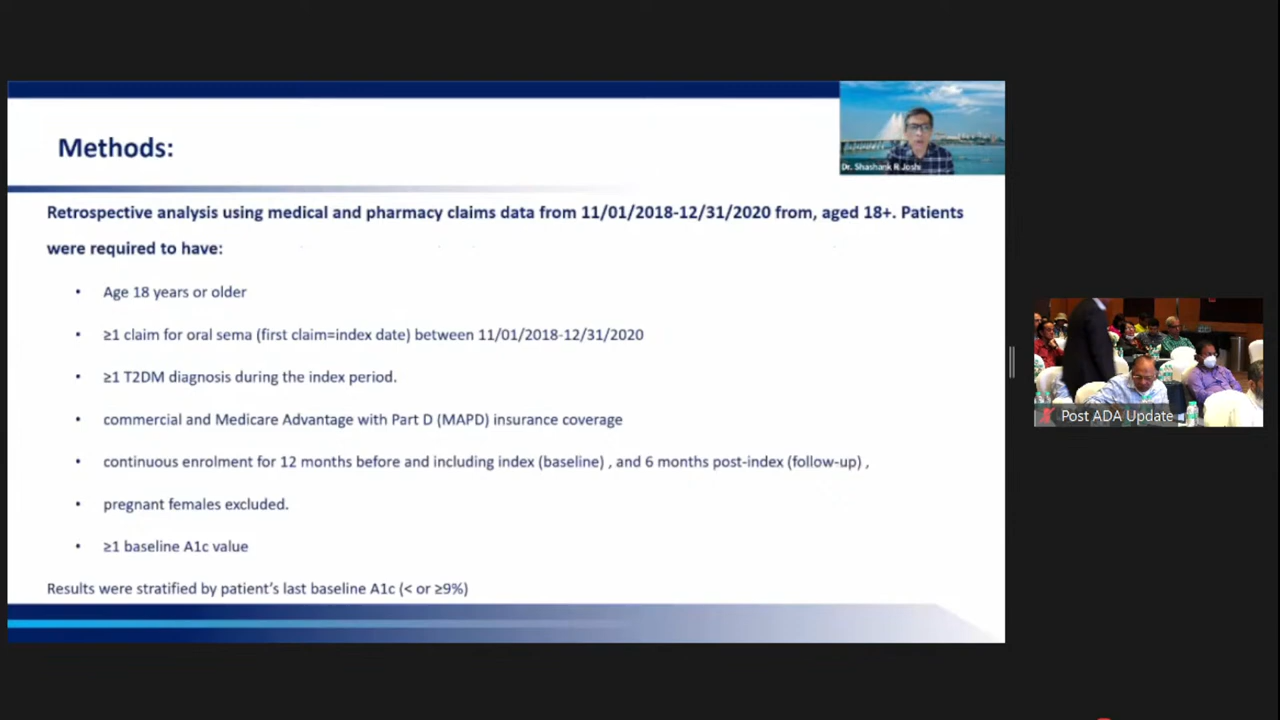 Methods:
Dr. Shashank R Joshi
Retrospective analysis using medical and pharmacy claims data from 11/01/2018-12/31/2020 from, aged 18+. Patients
were required to have:
• Age 18 years or older
• ≥1 claim for oral sema (first claim=index date) between 11/01/2018-12/31/2020
• ≥1 T2DM diagnosis during the index period.
• commercial and Medicare Advantage with Part D (MAPD) insurance coverage
• continuous enrolment for 12 months before and including index (baseline) , and 6 months post-index (follow-up) ,
• pregnant females excluded.
• ≥1 baseline A1c value
Results were stratified by patient's last baseline A1c (< or ≥9%)
Post ADA Update